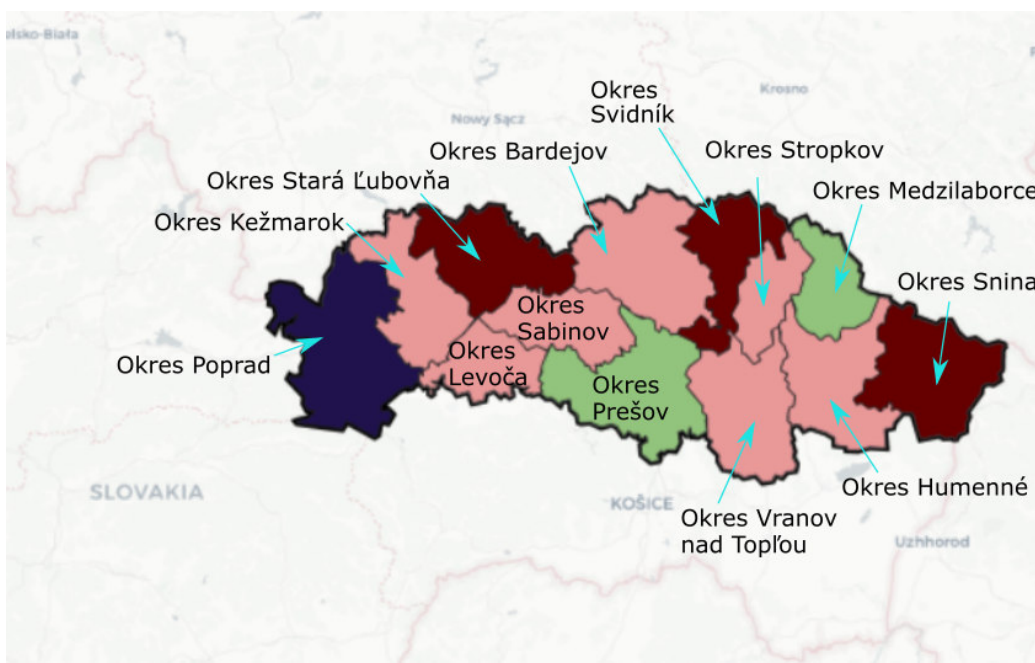 elsko-Biała
Nowy Sącz
Krosno
Okres
Svidník
Okres Bardejov
Okres Stropkov
Okres Stará Ľubovňa
Okres Medzilaborce
Okres Kežmarok
Okres Snina
Okres
Sabinov
Okres
Levoča
Okres Poprad
Okres
Prešov
SLOVAKIA
KOŠICE
Okres Humenné
Okres Vranov
nad Topľou
Uzhhorod